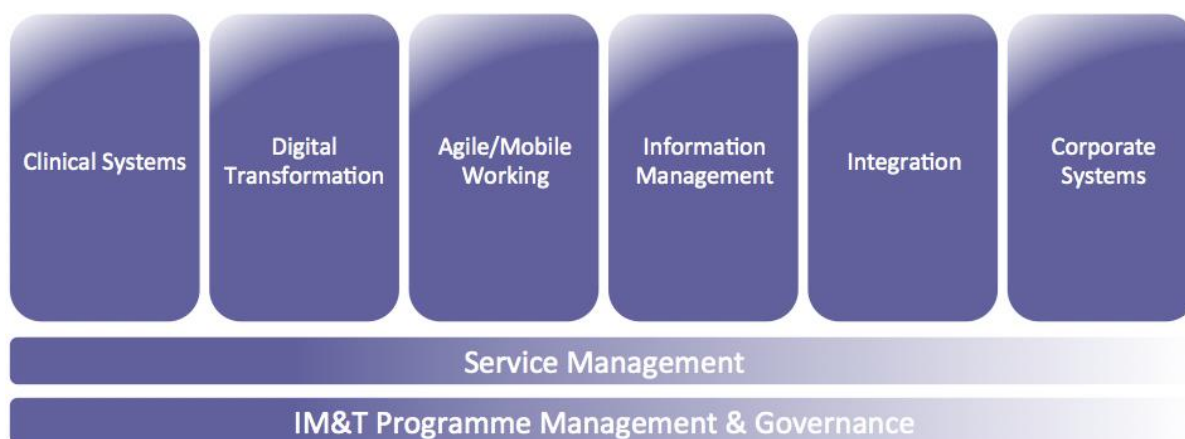 Clinical Systems
Digital
Transformation
Agile/Mobile
Working
Information
Management
Integration
Corporate
Systems
Service Management
IM&T Programme Management & Governance